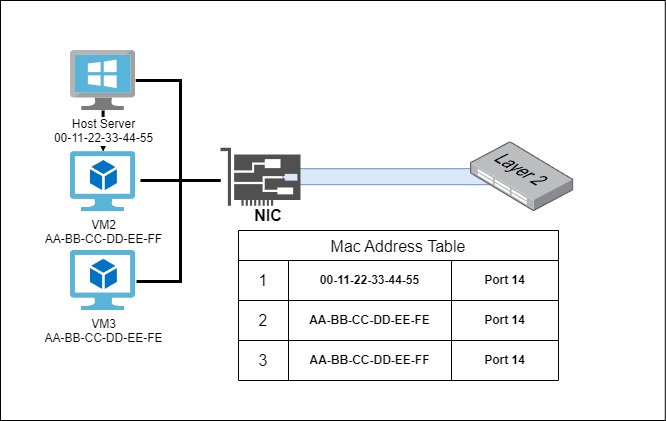 Host Server
00-11-22-33-44-55
VM2
AA-BB-CC-DD-EE-FF
VM3
AA-BB-CC-DD-EE-FE
NIC
Layer 2
Mac Address Table
1 00-11-22-33-44-55 Port 14
2 AA-BB-CC-DD-EE-FE Port 14
3 AA-BB-CC-DD-EE-FF Port 14